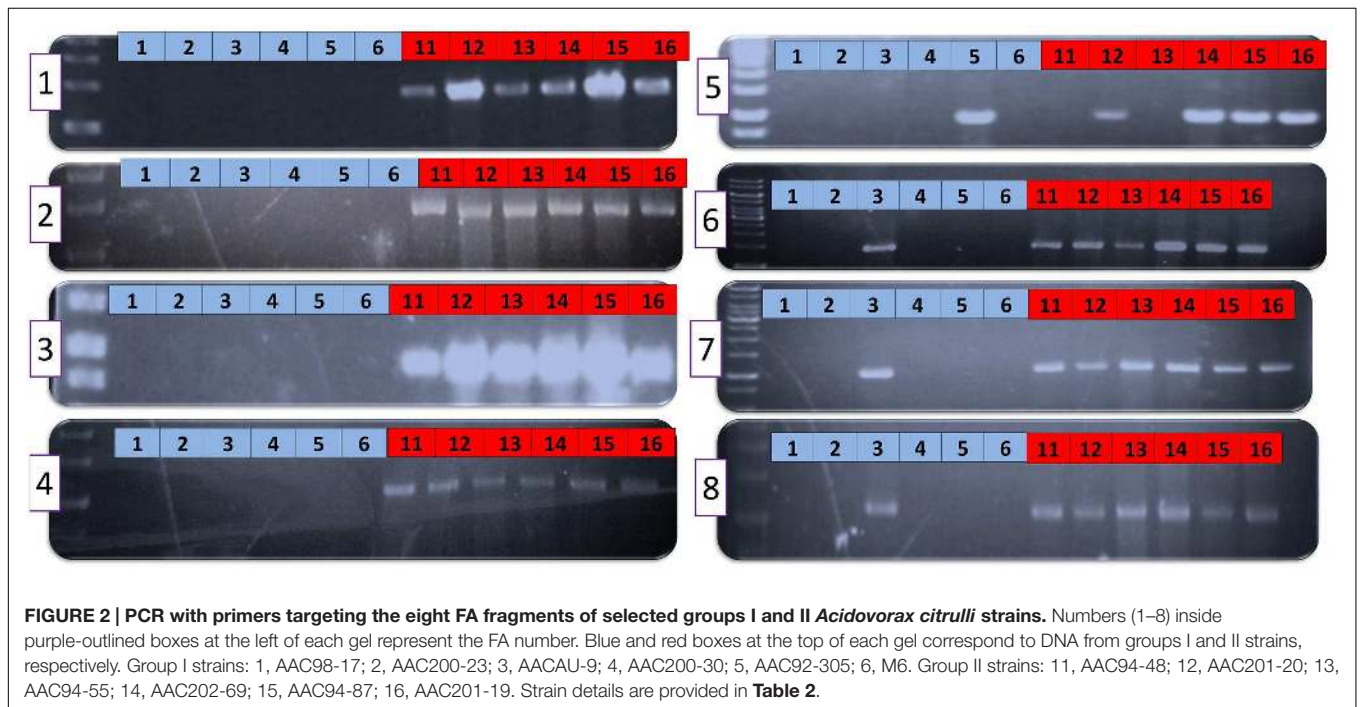 1 2 3 4 5 6 11 12 13 14 15 16
1
1 2 3 4 5 6 11 12 13 14 15 16
2
1 2 3 4 5 6 11 12 13 14 15 16
3
1 2 3 4 5 6 11 12 13 14 15 16
4
1 2 3 4 5 6 11 12 13 14 15 16
5
1 2 3 4 5 6 11 12 13 14 15 16
6
1 2 3 4 5 6 11 12 13 14 15 16
7
1 2 3 4 5 6 11 12 13 14 15 16
8
FIGURE 2 | PCR with primers targeting the eight FA fragments of selected groups I and II Acidovorax citrulli strains. Numbers (1–8) inside
purple-outlined boxes at the left of each gel represent the FA number. Blue and red boxes at the top of each gel correspond to DNA from groups I and II strains,
respectively. Group I strains: 1, AAC98-17; 2, AAC200-23; 3, AACAU-9; 4, AAC200-30; 5, AAC92-305; 6, M6. Group II strains: 11, AAC94-48; 12, AAC201-20; 13,
AAC94-55; 14, AAC202-69; 15, AAC94-87; 16, AAC201-19. Strain details are provided in Table 2.